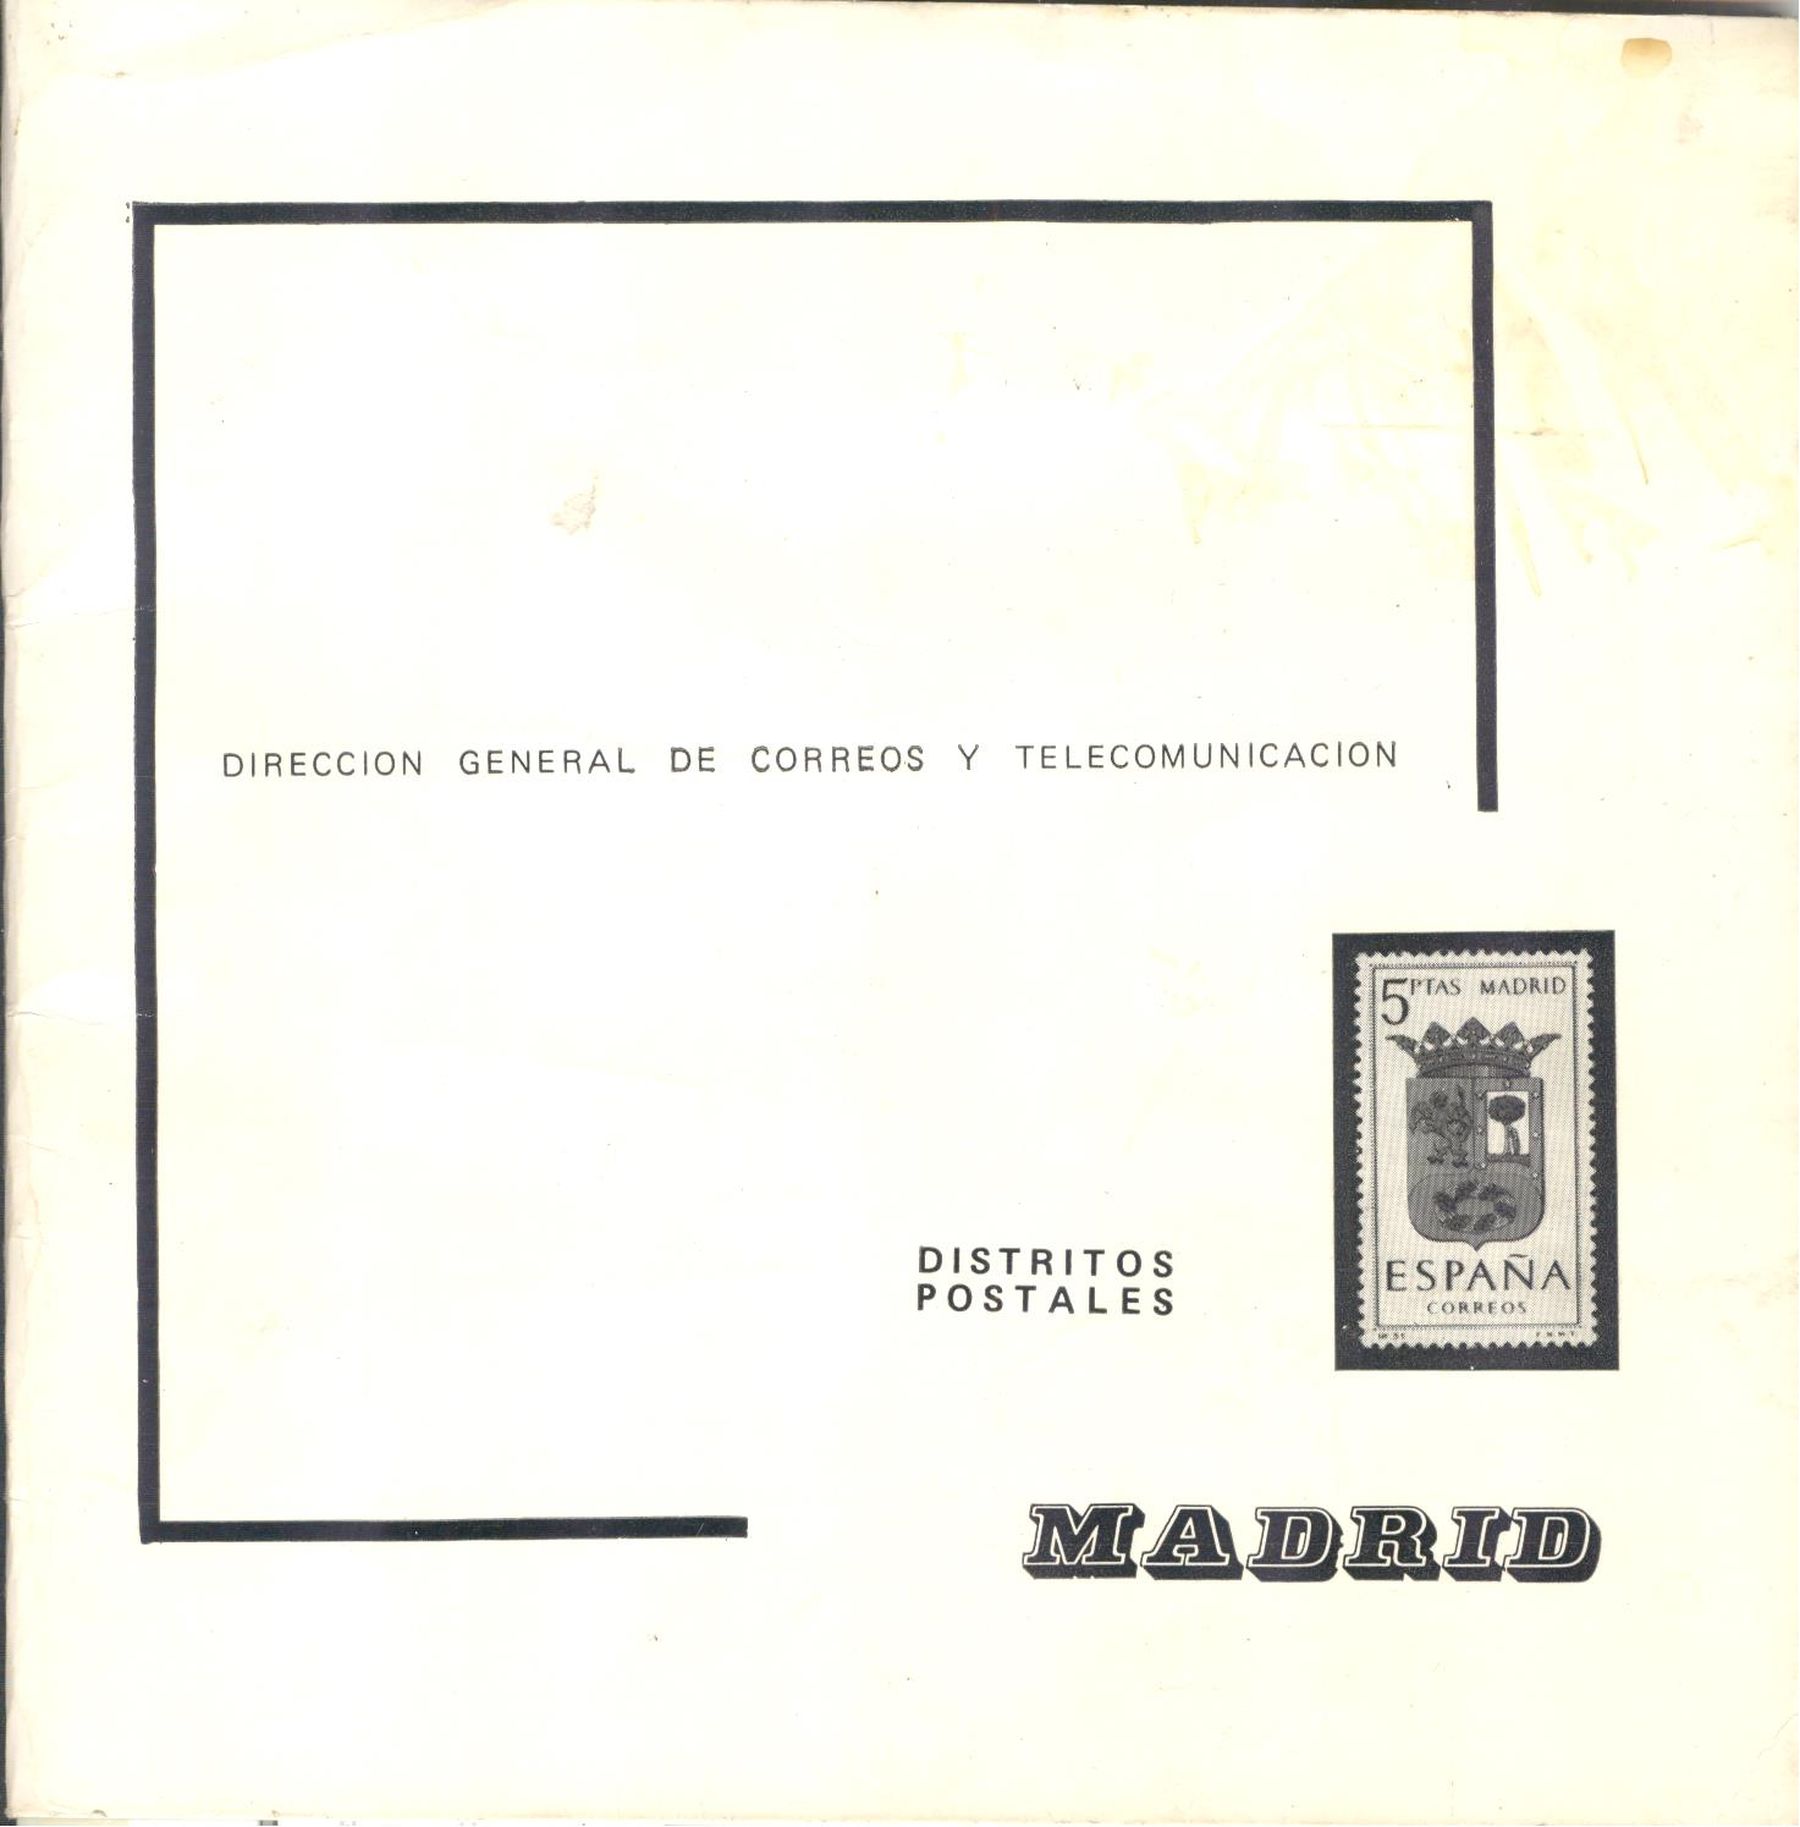 DIRECCION GENERAL DE CORREOS Y TELECOMUNICACION
5 PTAS MADRID
ESPAÑA
CORREOS
DISTRITOS
POSTALES
MADRID